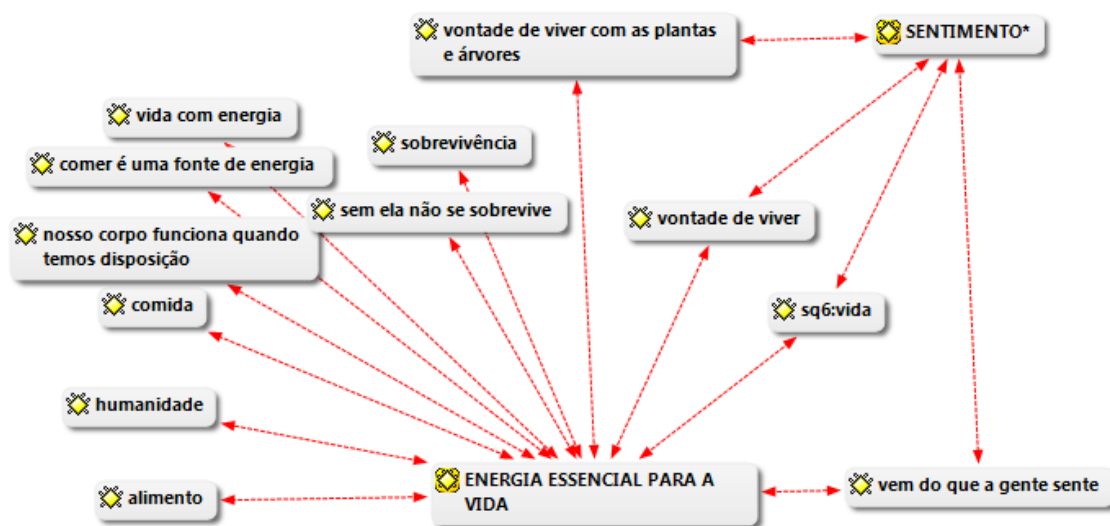 vontade de viver com as plantas
e árvores
SENTIMENTO*
vida com energia
sobrevivência
comer é uma fonte de energia
sem ela não se sobrevive
vontade de viver
nosso corpo funciona quando
temos disposição
comida
sq6:vida
humanidade
ENERGIA ESSENCIAL PARA A
VIDA
alimento
vem do que a gente sente